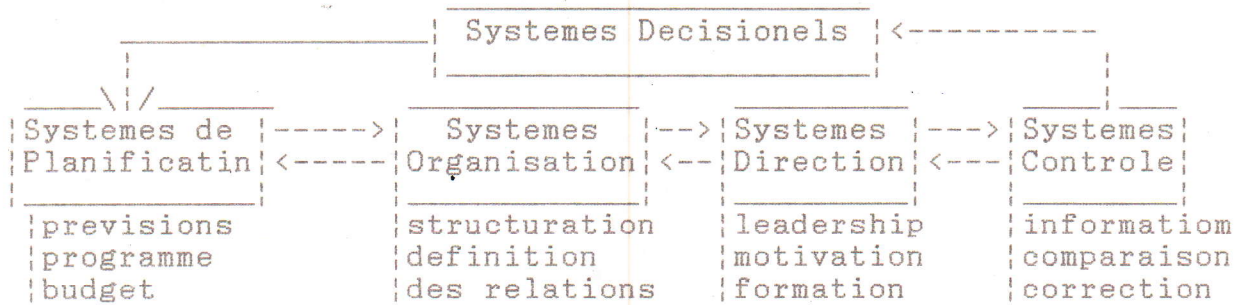 Systemes Decisionels
Systemes de
Planificatin
previsions
programme
budget
Systemes
Organisation
structuration
definition
des relations
Systemes
Direction
leadership
motivation
formation
Systemes
Controle
informatiom
comparaison
correction